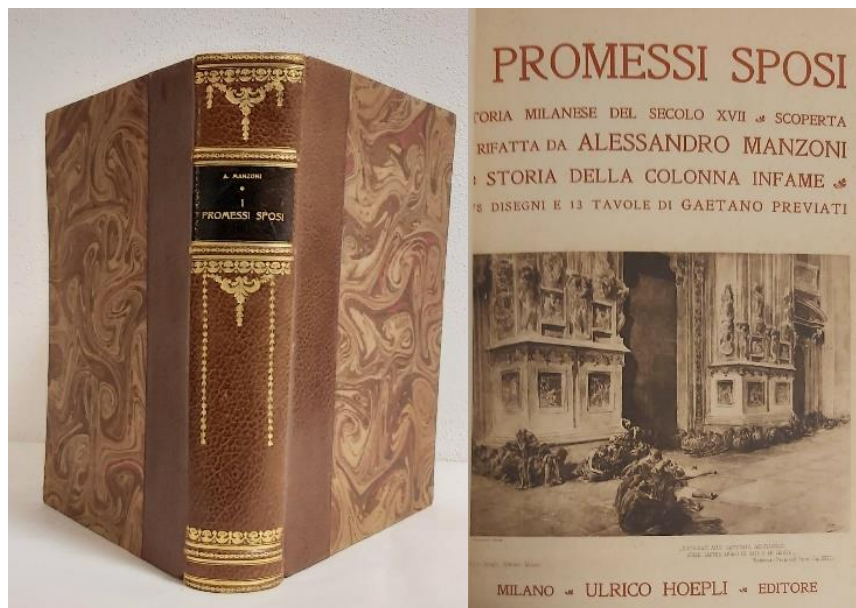 A. MANZONI
I
PROMESSI SPOSI
PROMESSI SPOSI
TORIA MILANESE DEL SECOLO XVII SCOPERTA
RIFATTA DA ALESSANDRO MANZONI
STORIA DELLA COLONNA INFAME
78 DISEGNI E 13 TAVOLE DI GAETANO PREVIATI
MILANO ULRICO HOEPLI EDITORE